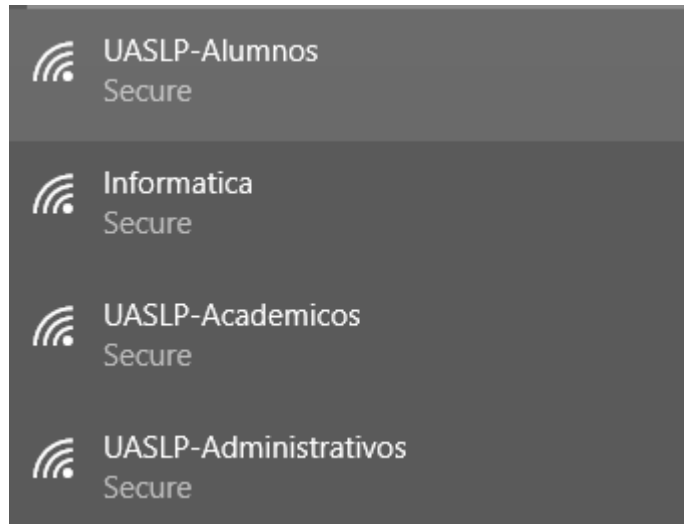 UASLP-Alumnos
Secure
Informatica
Secure
UASLP-Academicos
Secure
UASLP-Administrativos
Secure